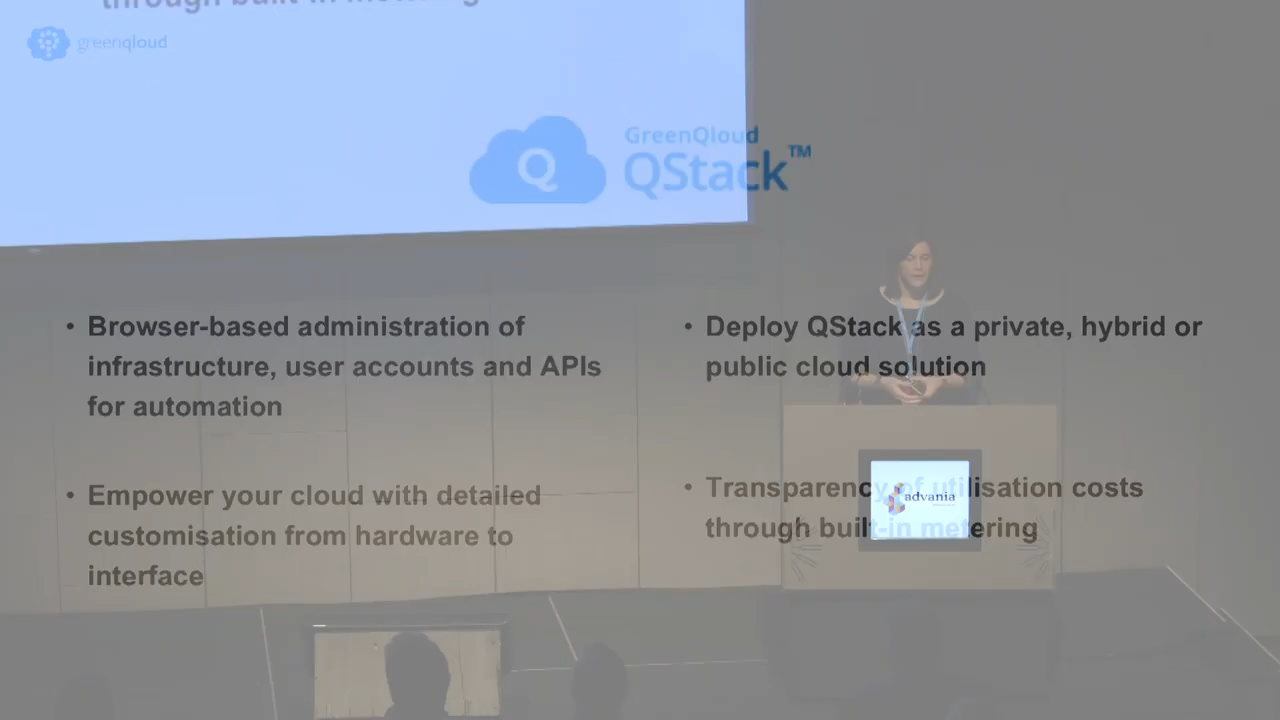 through built-in metering
greenqloud
GreenQloud
QStack™
• Browser-based administration of
infrastructure, user accounts and APIs
for automation
• Deploy QStack as a private, hybrid or
public cloud solution
• Empower your cloud with detailed
customisation from hardware to
interface
• Transparency of utilisation costs
through built-in metering
advania